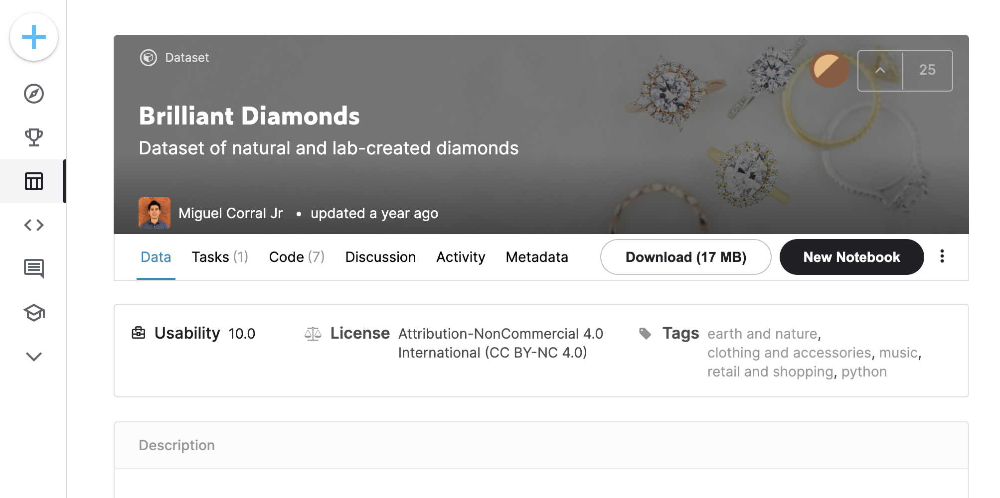 Dataset
25
Brilliant Diamonds
Dataset of natural and lab-created diamonds
Miguel Corral Jr • updated a year ago
Data Tasks (1) Code (7) Discussion Activity Metadata Download (17 MB) New Notebook
Usability 10.0 License Attribution-NonCommercial 4.0 Tags earth and nature,
International (CC BY-NC 4.0) clothing and accessories, music,
retail and shopping, python
Description